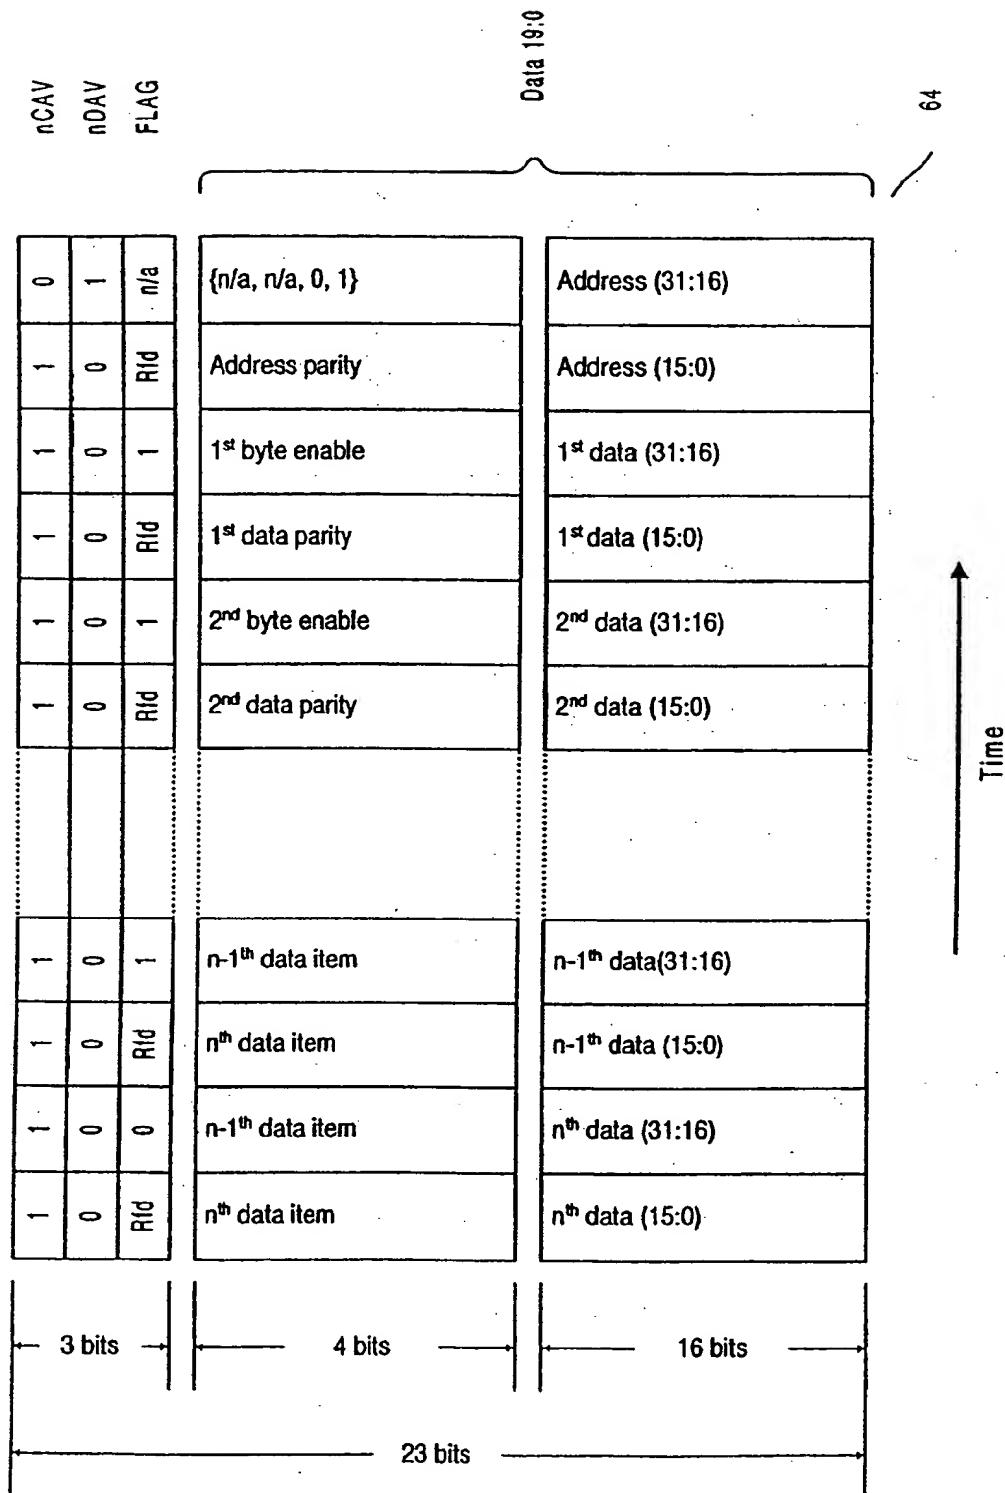 nCAV nDAV FLAG Data 19:0
64
0 1 n/a {n/a, n/a, 0, 1} Address (31:16)
1 0 Rfd Address parity Address (15:0)
1 0 1 1st byte enable 1st data (31:16)
1 0 Rfd 1st data parity 1st data (15:0)
1 0 1 2nd byte enable 2nd data (31:16)
1 0 Rfd 2nd data parity 2nd data (15:0)
Time
1 0 1 n-1th data item n-1th data(31:16)
1 0 Rfd nth data item n-1th data (15:0)
1 0 0 n-1th data item nth data (31:16)
1 0 Rfd nth data item nth data (15:0)
3 bits 4 bits 16 bits
23 bits